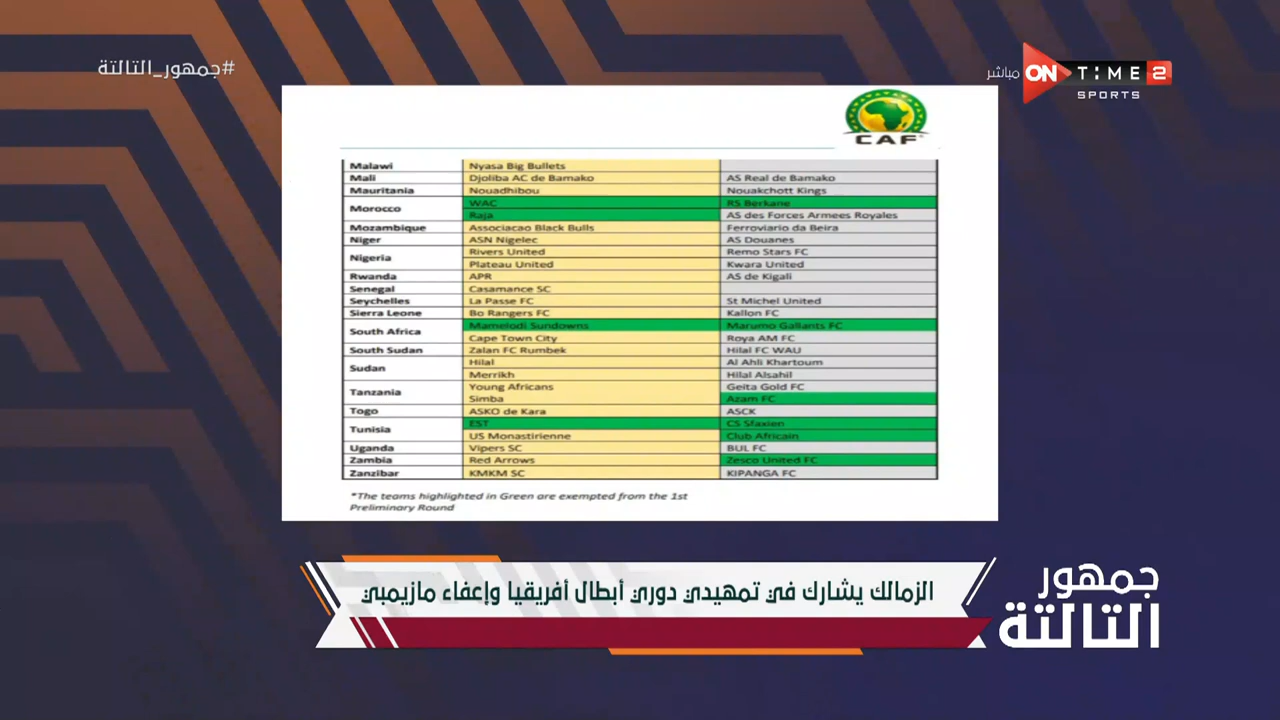 #جمهور_التالتة
مباشر ON TIME 2
SPORTS
CAF
Malawi Nyasa Big Bullets
Mali Djoliba AC de Bamako AS Real de Bamako
Mauritania Nouadhibou Nouakchott Kings
Morocco WAC RS Berkane
Raja AS des Forces Armees Royales
Mozambique Associacao Black Bulls Ferroviario da Beira
Niger ASN Nigelec AS Douanes
Nigeria Rivers United Remo Stars FC
Plateau United Kwara United
Rwanda APR AS de Kigali
Senegal Casamance SC
Seychelles La Passe FC St Michel United
Sierra Leone Bo Rangers FC Kallon FC
South Africa Mamelodi Sundowns Marumo Gallants FC
Cape Town City Roya AM FC
South Sudan Zalan FC Rumbek Hilal FC WAU
Sudan Hilal Al Ahli Khartoum
Merrikh Hilal Alsahil
Tanzania Young Africans Geita Gold FC
Simba Azam FC
Togo ASKO de Kara ASCK
Tunisia EST CS Sfaxien
US Monastirienne Club Africain
Uganda Vipers SC BUL FC
Zambia Red Arrows Zesco United FC
Zanzibar KMKM SC KIPANGA FC
*The teams highlighted in Green are exempted from the 1st
Preliminary Round
الزمالك يشارك في تمهيدي دوري أبطال أفريقيا وإعفاء مازيمبي
جمهور
التالتة